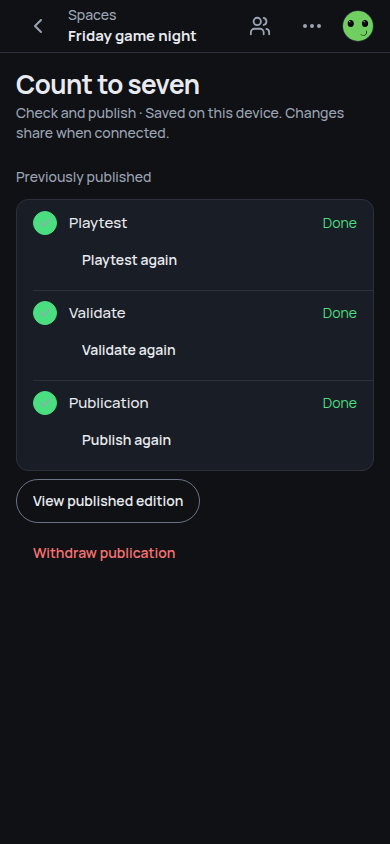 Spaces
Friday game night
Count to seven
Check and publish · Saved on this device. Changes
share when connected.
Previously published
Playtest Done
Playtest again
Validate Done
Validate again
Publication Done
Publish again
View published edition
Withdraw publication